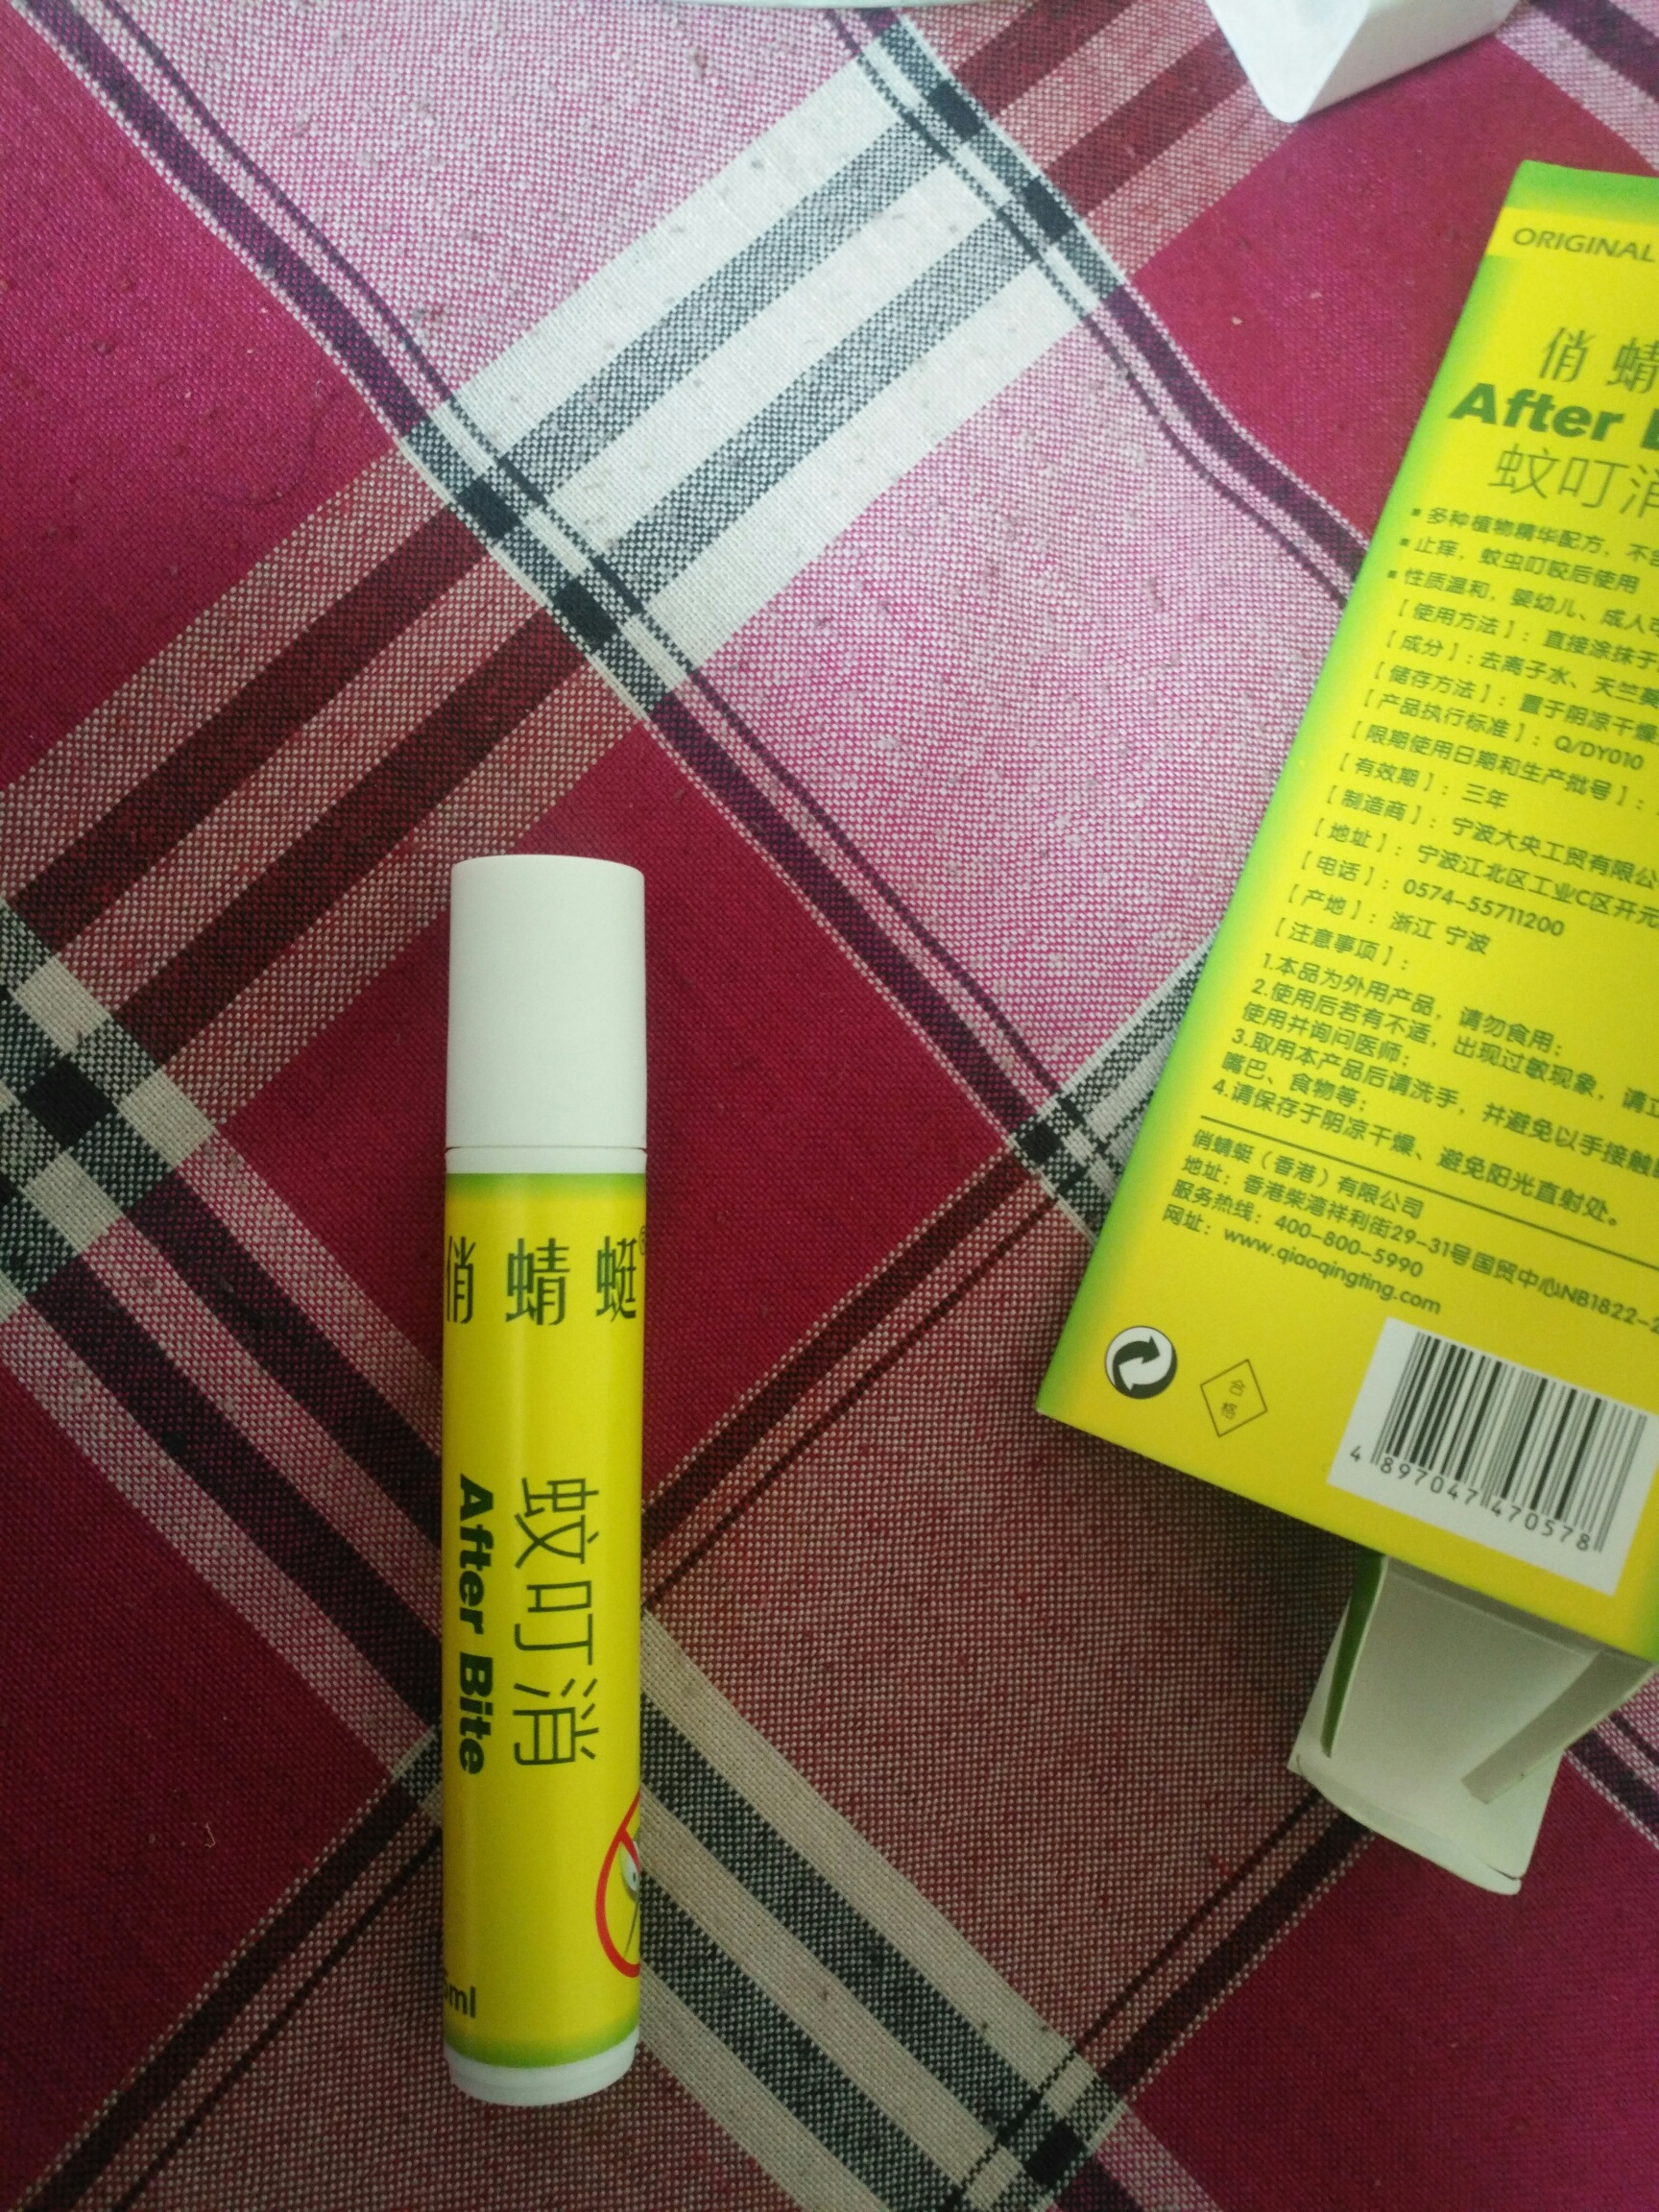 俏 蜻 蜓®
蚊叮消
After Bite
ml
ORIGINAL
俏 蜻
After
蚊叮消
▪ 多种植物精华配方，不含
▪ 止痒，蚊虫叮咬后使用
▪ 性质温和，婴幼儿、成人
【使用方法】：直接涂抹于
【成分】：去离子水、天竺葵
【储存方法】：置于阴凉干燥
【产品执行标准】：Q/DY010
【限期使用日期和生产批号】：
【有效期】：三年
【制造商】：宁波大央工贸有限公
【地址】：宁波江北区工业C区开元
【电话】：0574-55711200
【产地】：浙江 宁波
【注意事项】：
1.本品为外用产品，请勿食用；
2.使用后若有不适，出现过敏现象，请立
使用并询问医师；
3.取用本产品后请洗手，并避免以手接触
嘴巴、食物等；
4.请保存于阴凉干燥、避免阳光直射处。
俏蜻蜓（香港）有限公司
地址：香港柴湾祥利街29-31号国贸中心NB1822-2
服务热线：400-800-5990
网址：www.qiaoqingting.com
合
格
4 897047 470578